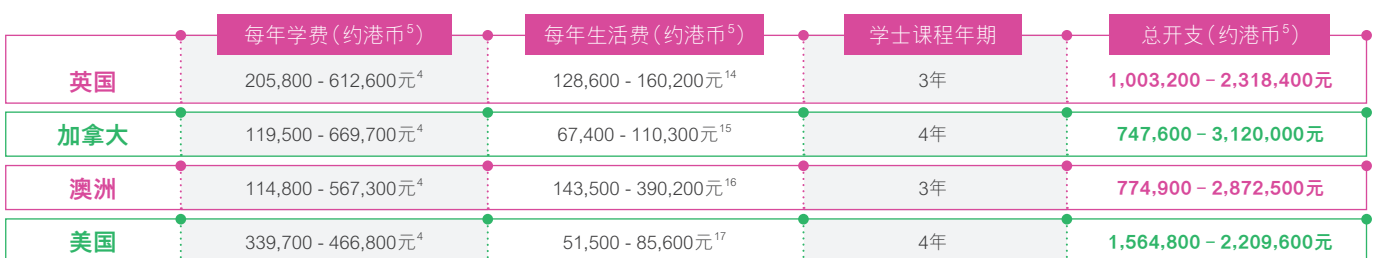 每年学费(约港币⁵) 每年生活费(约港币⁵) 学士课程年期 总开支(约港币⁵)
英国 205,800 - 612,600元⁴ 128,600 - 160,200元¹⁴ 3年 1,003,200 – 2,318,400元
加拿大 119,500 - 669,700元⁴ 67,400 - 110,300元¹⁵ 4年 747,600 – 3,120,000元
澳洲 114,800 - 567,300元⁴ 143,500 - 390,200元¹⁶ 3年 774,900 – 2,872,500元
美国 339,700 - 466,800元⁴ 51,500 - 85,600元¹⁷ 4年 1,564,800 – 2,209,600元